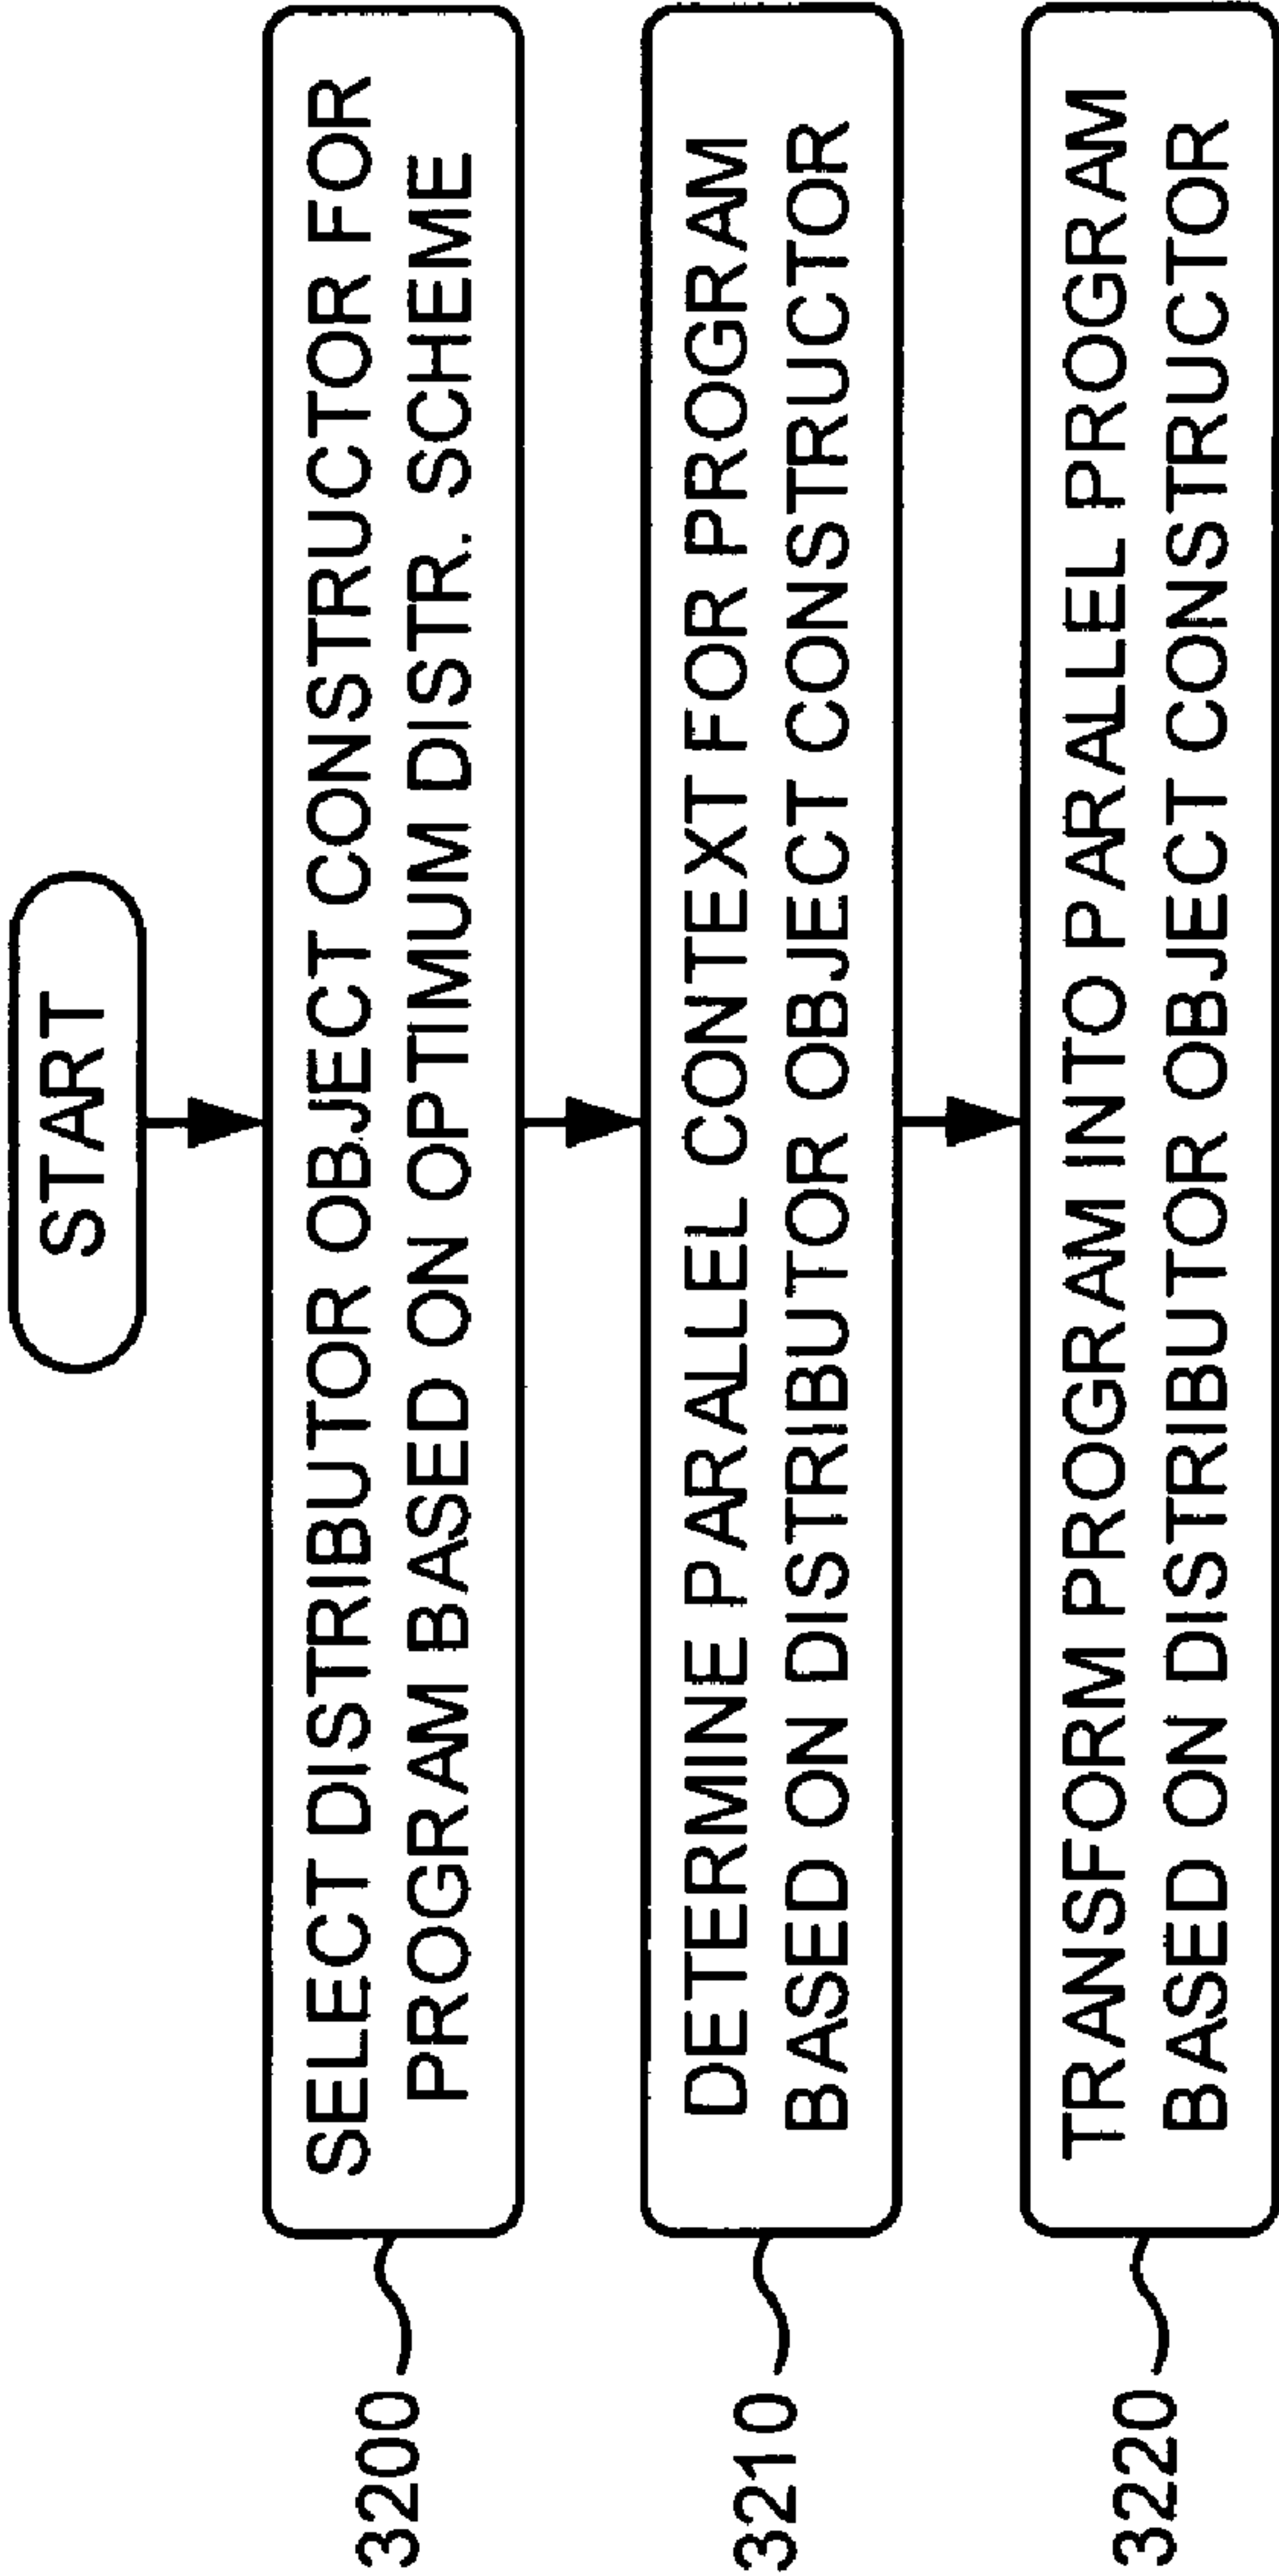 START
SELECT DISTRIBUTOR OBJECT CONSTRUCTOR FOR
PROGRAM BASED ON OPTIMUM DISTR. SCHEME
3200
DETERMINE PARALLEL CONTEXT FOR PROGRAM
BASED ON DISTRIBUTOR OBJECT CONSTRUCTOR
3210
TRANSFORM PROGRAM INTO PARALLEL PROGRAM
BASED ON DISTRIBUTOR OBJECT CONSTRUCTOR
3220